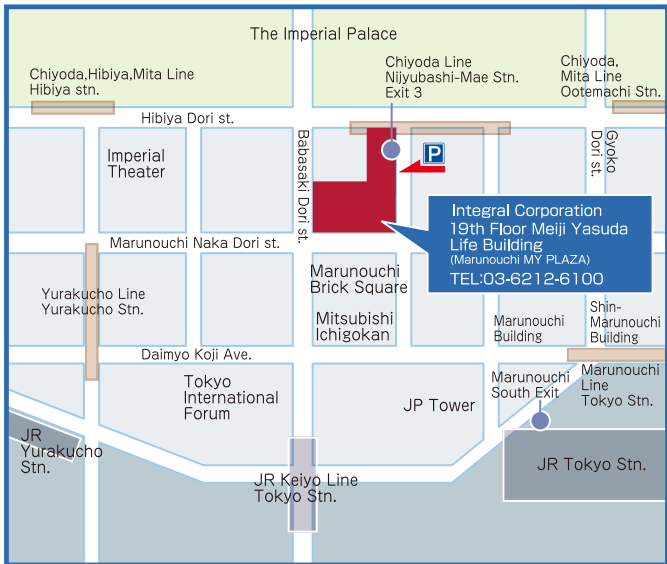 The Imperial Palace
Chiyoda,Hibiya,Mita Line
Hibiya stn.
Chiyoda Line
Nijyubashi-Mae Stn.
Exit 3
Chiyoda,
Mita Line
Ootemachi Stn.
Hibiya Dori st.
Imperial
Theater
Babasaki Dori st.
P
Gyoko
Dori st.
Integral Corporation
19th Floor Meiji Yasuda
Life Building
(Marunouchi MY PLAZA)
TEL:03-6212-6100
Marunouchi Naka Dori st.
Yurakucho Line
Yurakucho Stn.
Marunouchi
Brick Square
Mitsubishi
Ichigokan
Marunouchi
Building
Shin-
Marunouchi
Building
Daimyo Koji Ave.
Tokyo
International
Forum
JP Tower
Marunouchi
South Exit
Marunouchi
Line
Tokyo Stn.
JR
Yurakucho
Stn.
JR Keiyo Line
Tokyo Stn.
JR Tokyo Stn.